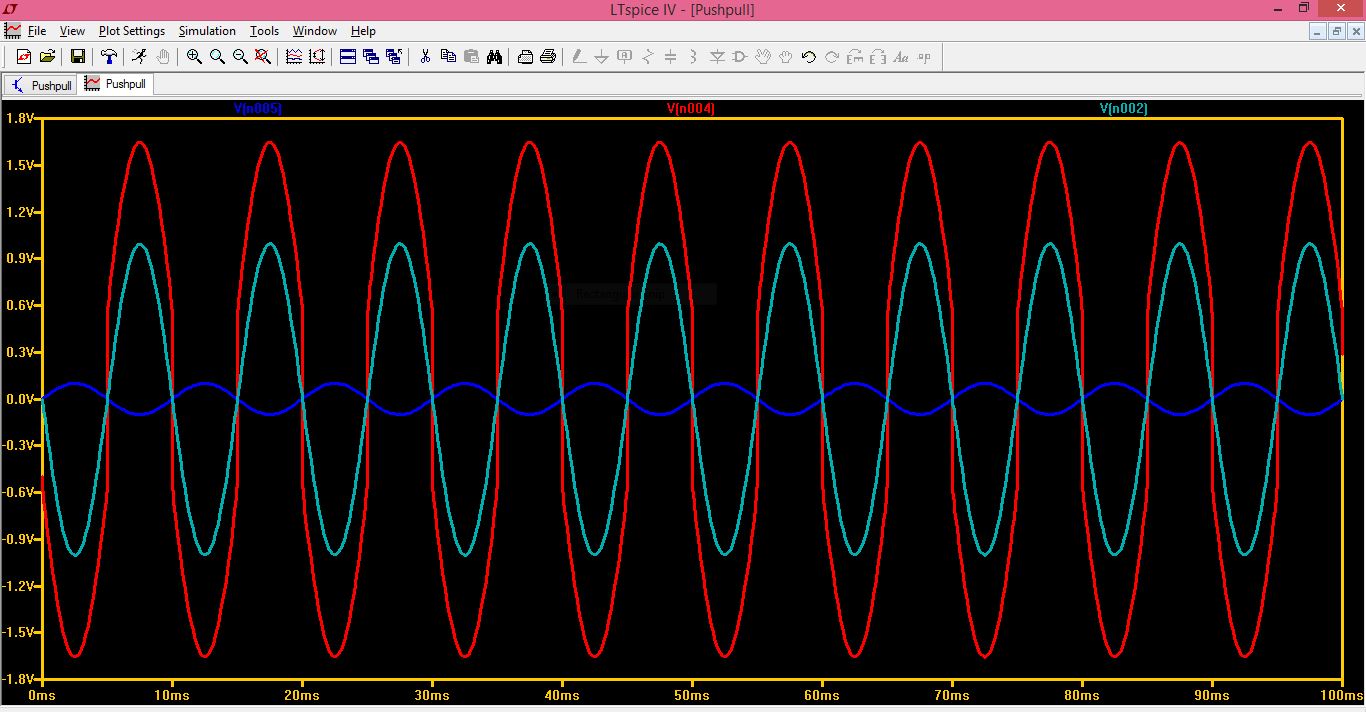 LTspice IV - [Pushpull]
File View Plot Settings Simulation Tools Window Help
Pushpull Pushpull
V(n005) V(n004) V(n002)
1.8V
1.5V
1.2V
0.9V
0.6V
0.3V
0.0V
-0.3V
-0.6V
-0.9V
-1.2V
-1.5V
-1.8V
0ms 10ms 20ms 30ms 40ms 50ms 60ms 70ms 80ms 90ms 100ms